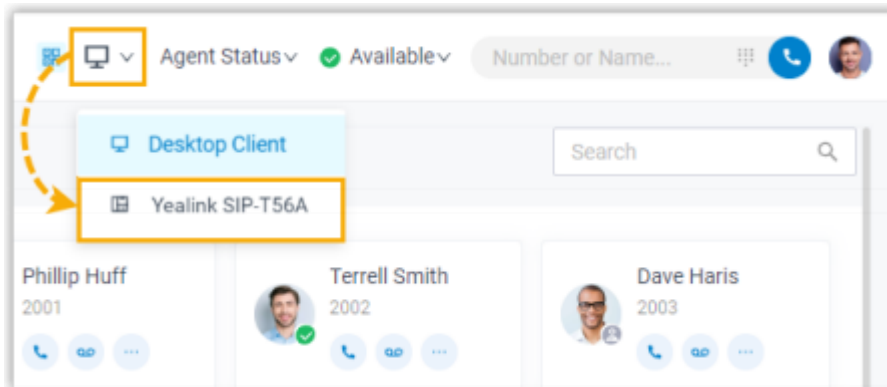 Agent Status
Available
Number or Name...
Desktop Client
Search
Yealink SIP-T56A
Phillip Huff
Terrell Smith
Dave Haris
2001
2002
2003